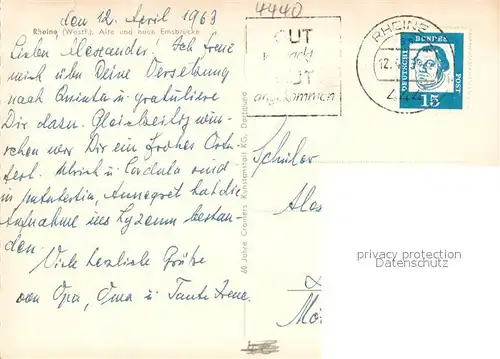 den 12. April 1963
Rheine (Westf.), Alte und neue Emsbrücke
Lieben Alexander! Ich freue
mich über Deine Versetzung
nach Quinta u. gratuliere
Dir dazu. Gleichzeitig wün-
schen wir Dir ein frohes Oster-
fest. Ulrich u. Cordula sind
in Annegret hat die
Aufnahme ins Lyzeum bestan-
den.
Viele herzliche Grüße
von Opa, Oma u. Tante Irene.
60 Jahre Cramers Kunstanstalt KG, Dortmund
4440
GUT
GUT
angekommen
RHEINE
12.
DEUTSCHE BUNDESPOST
15
Schüler
privacy protection
Datenschutz